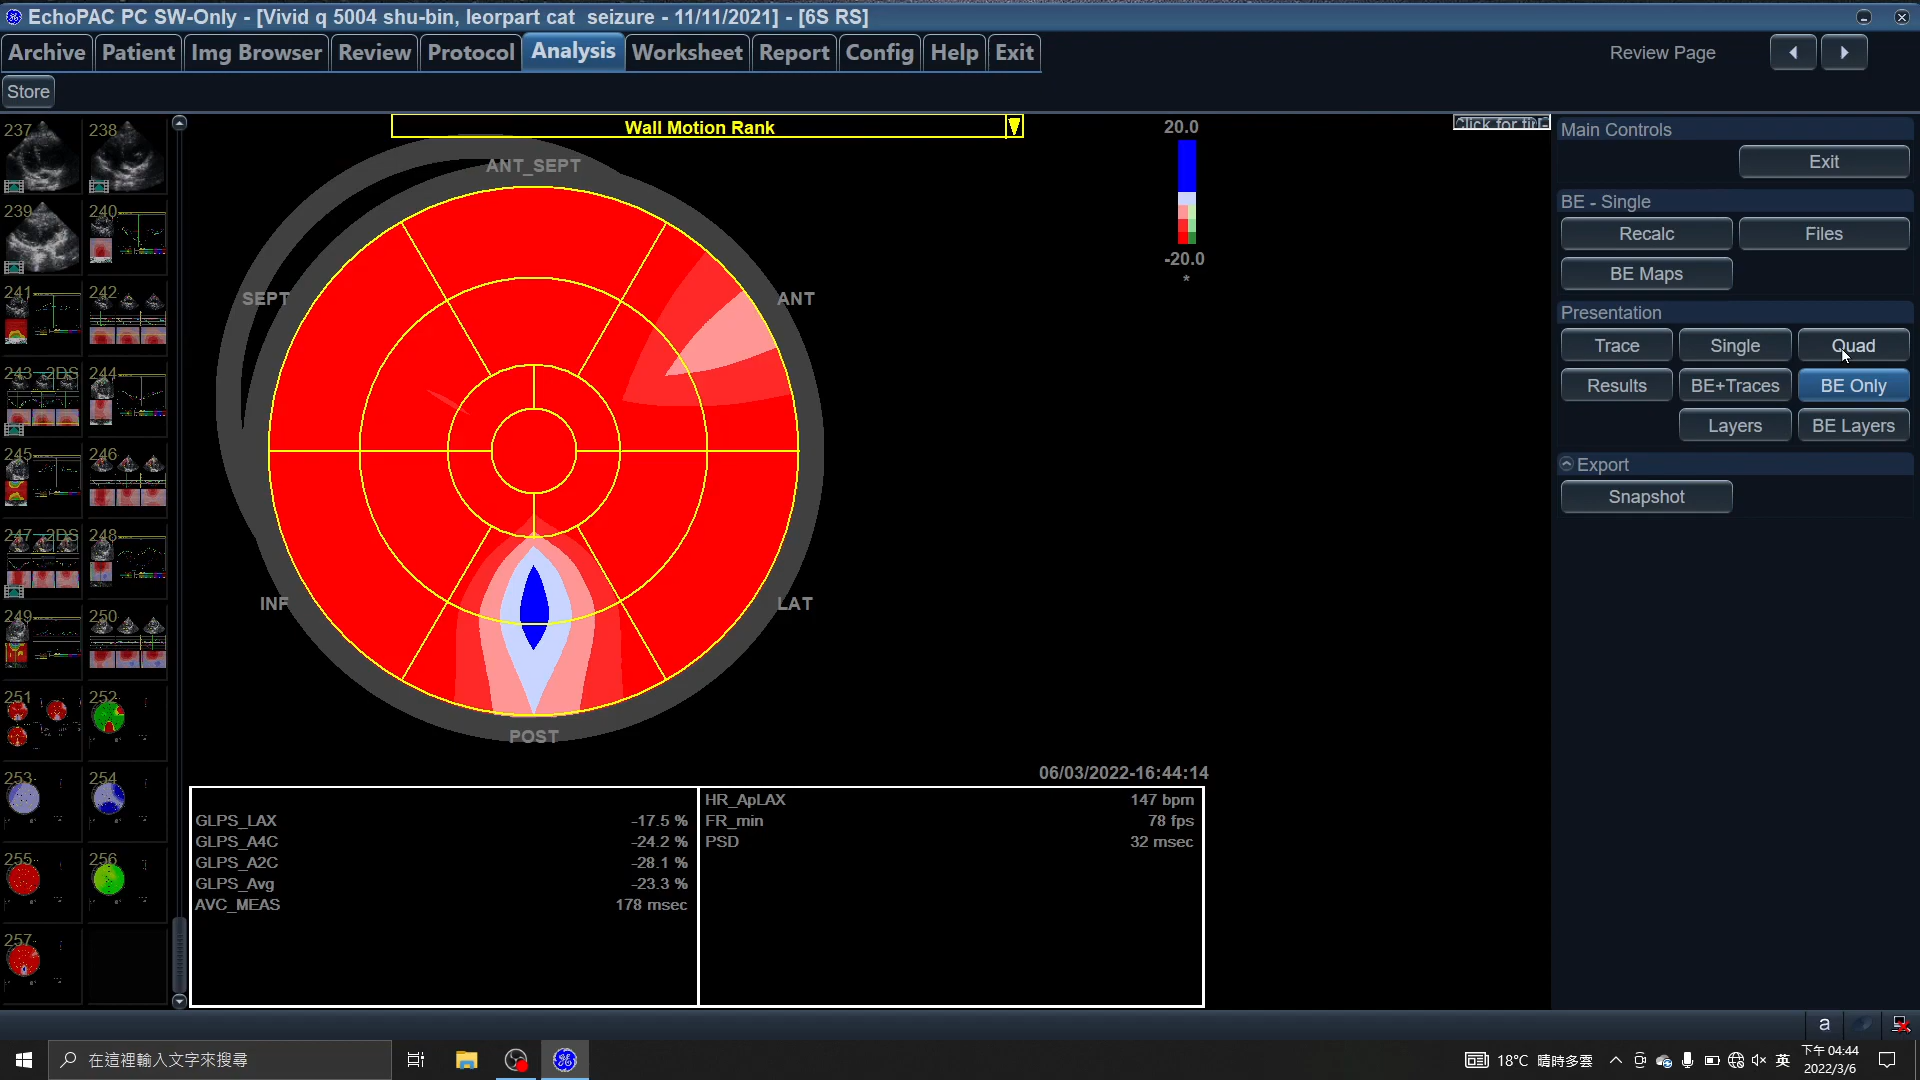 EchoPAC PC SW-Only - [Vivid q 5004 shu-bin, leorpart cat  seizure - 11/11/2021] - [6S RS]
Archive Patient Img Browser Review Protocol Analysis Worksheet Report Config Help Exit
Review Page
Store
237 238
239 240
241 242
243 2DS 244
245 246
247 2DS 248
249 250
251 252
253 254
255 256
257
Wall Motion Rank
ANT_SEPT
SEPT
ANT
INF
LAT
POST
20.0
-20.0
*
06/03/2022-16:44:14
GLPS_LAX -17.5 %
GLPS_A4C -24.2 %
GLPS_A2C -28.1 %
GLPS_Avg -23.3 %
AVC_MEAS 178 msec
HR_ApLAX 147 bpm
FR_min 78 fps
PSD 32 msec
Main Controls
Exit
BE - Single
Recalc Files
BE Maps
Presentation
Trace Single Quad
Results BE+Traces BE Only
Layers BE Layers
Export
Snapshot
a
在這裡輸入文字來搜尋
18°C 晴時多雲
英
下午 04:44
2022/3/6